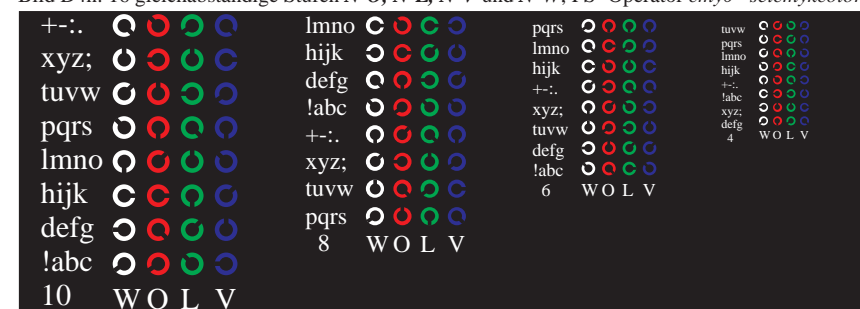 +-:.
xyz;
tuvw
pqrs
lmno
hijk
defg
!abc
10 W O L V
lmno
hijk
defg
!abc
+-:.
xyz;
tuvw
pqrs
8 W O L V
pqrs
lmno
hijk
+-:.
xyz;
tuvw
defg
!abc
6 W O L V
tuvw
pqrs
lmno
hijk
+-:.
!abc
xyz;
defg
4 W O L V